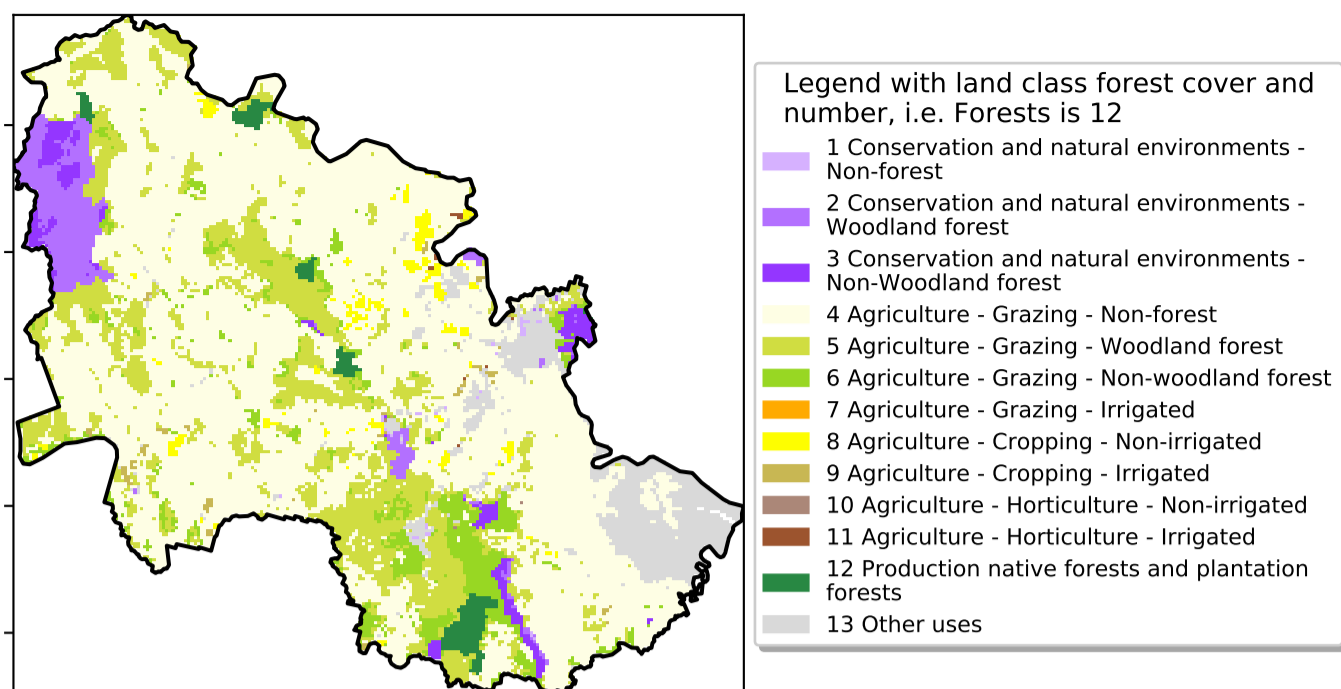 Legend with land class forest cover and
number, i.e. Forests is 12
1 Conservation and natural environments -
Non-forest
2 Conservation and natural environments -
Woodland forest
3 Conservation and natural environments -
Non-Woodland forest
4 Agriculture - Grazing - Non-forest
5 Agriculture - Grazing - Woodland forest
6 Agriculture - Grazing - Non-woodland forest
7 Agriculture - Grazing - Irrigated
8 Agriculture - Cropping - Non-irrigated
9 Agriculture - Cropping - Irrigated
10 Agriculture - Horticulture - Non-irrigated
11 Agriculture - Horticulture - Irrigated
12 Production native forests and plantation
forests
13 Other uses